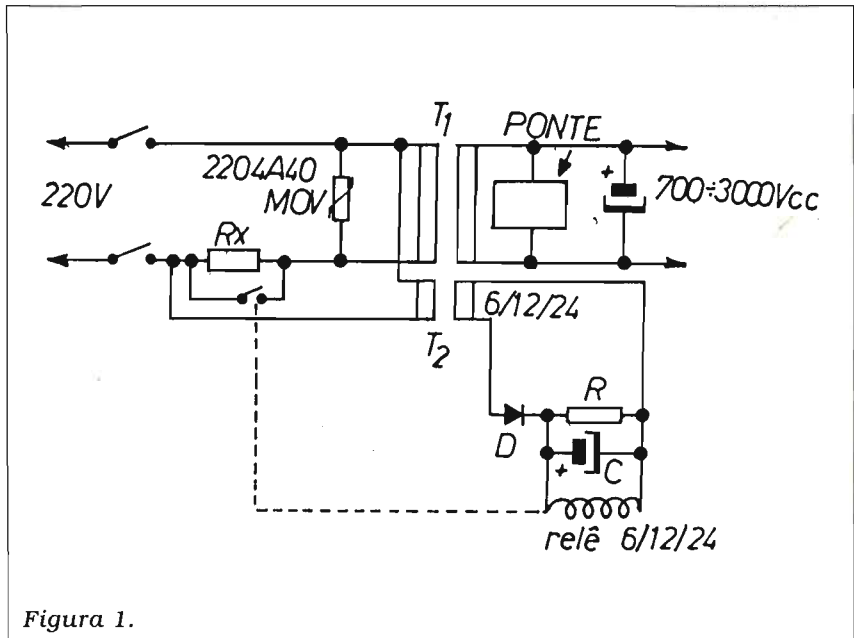 T1
PONTE
2204A40
MOV
220V
Rx
+
700÷3000Vcc
6/12/24
T2
R
D
+
C
relê 6/12/24
Figura 1.